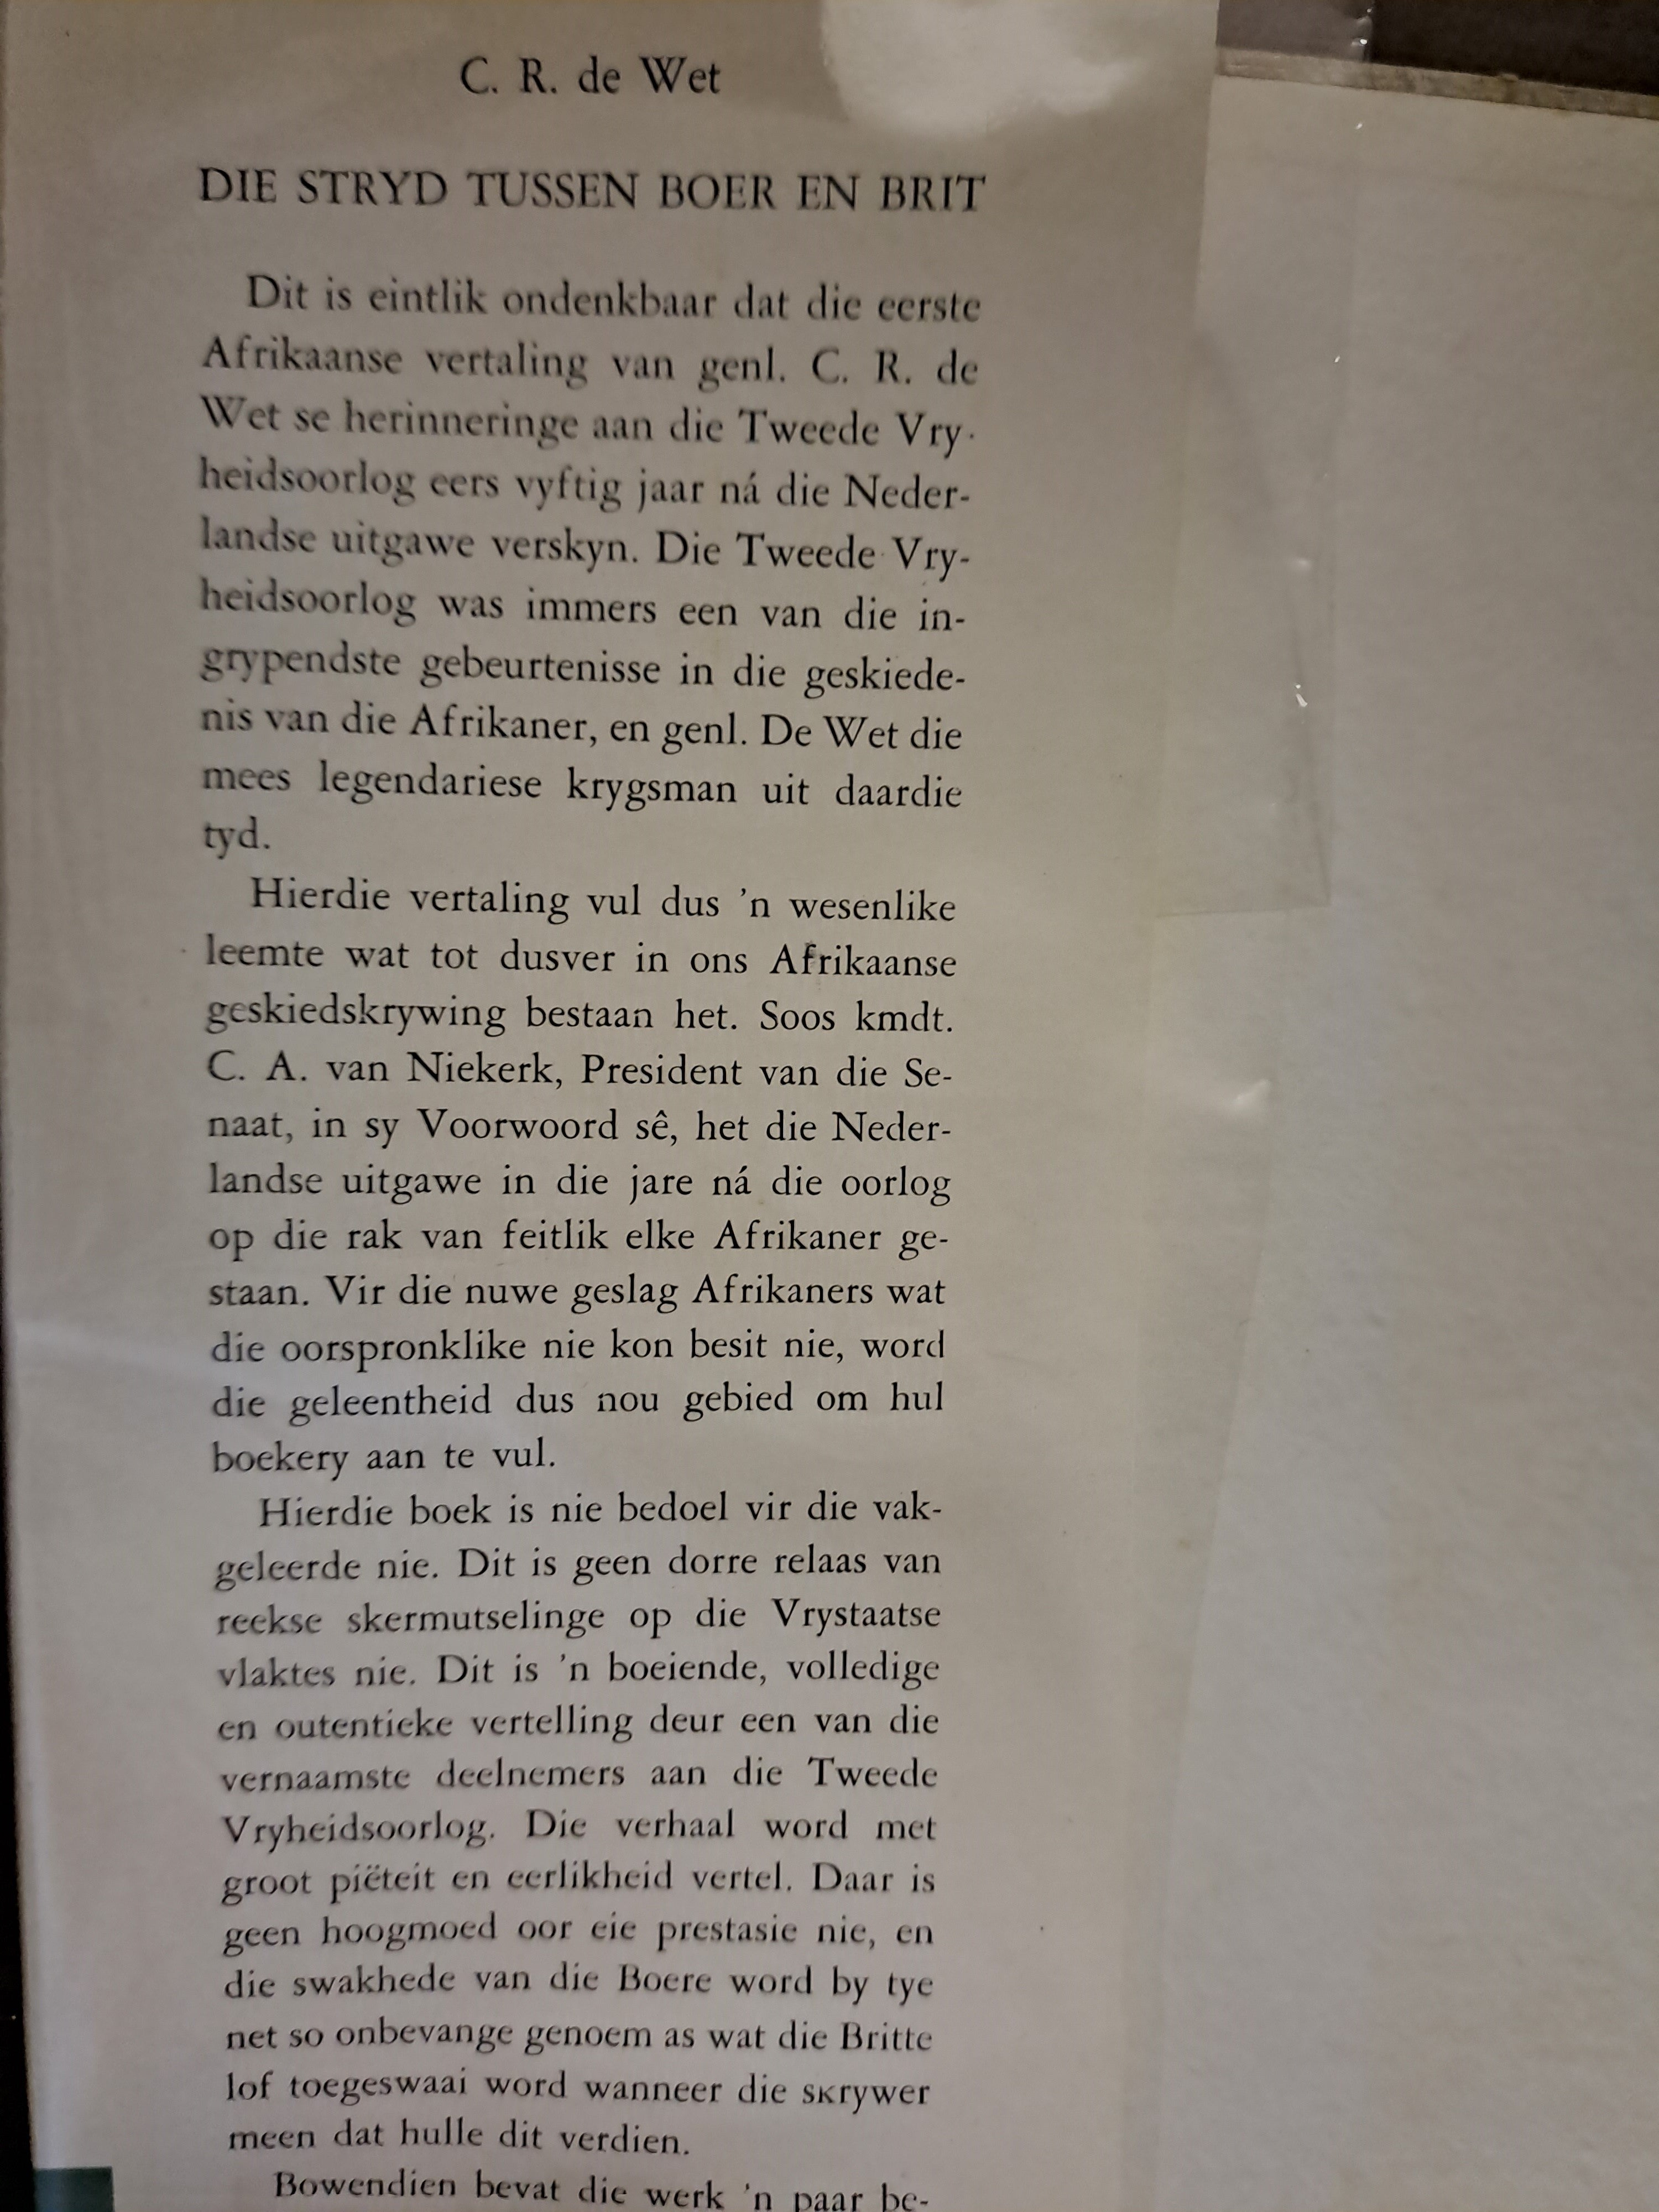 C. R. de Wet
DIE STRYD TUSSEN BOER EN BRIT
Dit is eintlik ondenkbaar dat die eerste
Afrikaanse vertaling van genl. C. R. de
Wet se herinneringe aan die Tweede Vry-
heidsoorlog eers vyftig jaar ná die Neder-
landse uitgawe verskyn. Die Tweede Vry-
heidsoorlog was immers een van die in-
grypendste gebeurtenisse in die geskiede-
nis van die Afrikaner, en genl. De Wet die
mees legendariese krygsman uit daardie
tyd.
Hierdie vertaling vul dus 'n wesenlike
leemte wat tot dusver in ons Afrikaanse
geskiedskrywing bestaan het. Soos kmdt.
C. A. van Niekerk, President van die Se-
naat, in sy Voorwoord sê, het die Neder-
landse uitgawe in die jare ná die oorlog
op die rak van feitlik elke Afrikaner ge-
staan. Vir die nuwe geslag Afrikaners wat
die oorspronklike nie kon besit nie, word
die geleentheid dus nou gebied om hul
boekery aan te vul.
Hierdie boek is nie bedoel vir die vak-
geleerde nie. Dit is geen dorre relaas van
reekse skermutselinge op die Vrystaatse
vlaktes nie. Dit is 'n boeiende, volledige
en outentieke vertelling deur een van die
vernaamste deelnemers aan die Tweede
Vryheidsoorlog. Die verhaal word met
groot piëteit en eerlikheid vertel. Daar is
geen hoogmoed oor eie prestasie nie, en
die swakhede van die Boere word by tye
net so onbevange genoem as wat die Britte
lof toegeswaai word wanneer die skrywer
meen dat hulle dit verdien.
Bowendien bevat die werk 'n paar be-